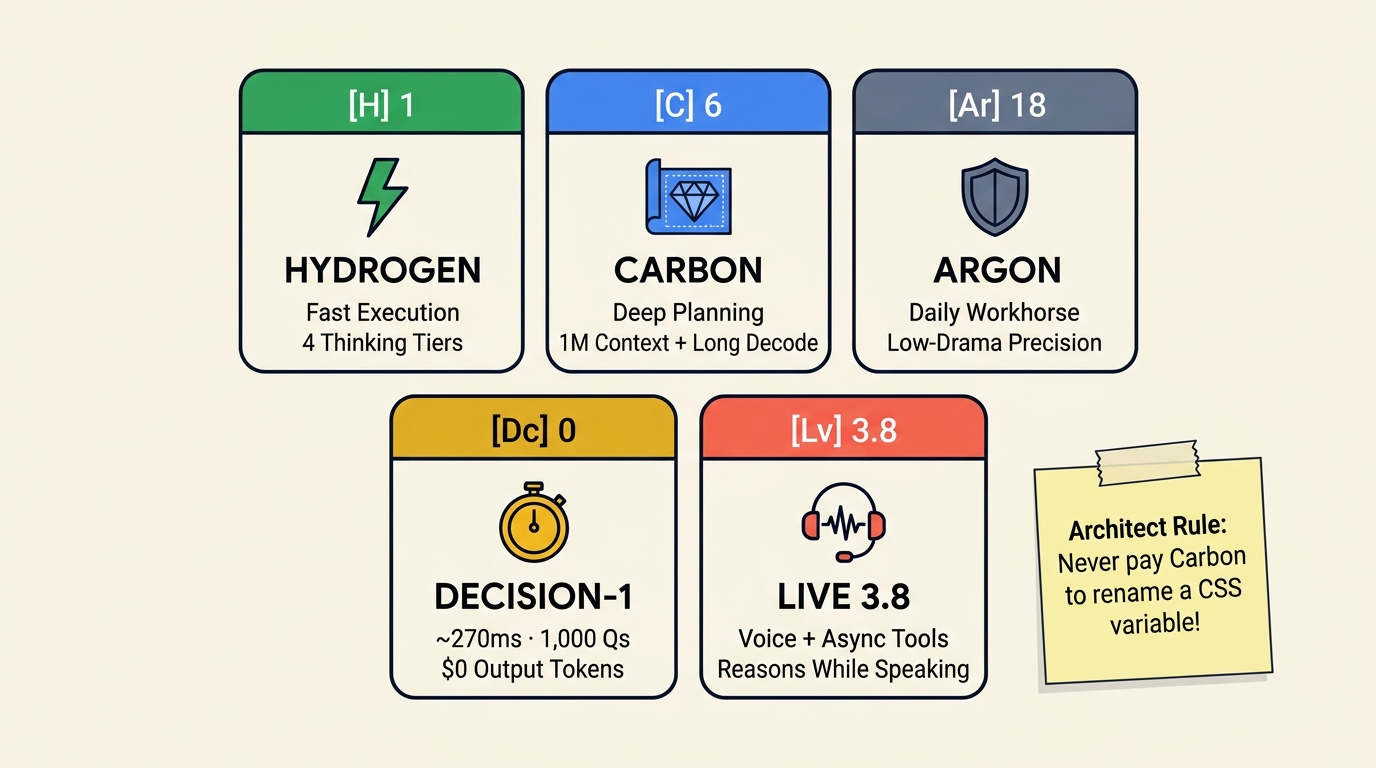 [H] 1
HYDROGEN
Fast Execution
4 Thinking Tiers
[C] 6
CARBON
Deep Planning
1M Context + Long Decode
[Ar] 18
ARGON
Daily Workhorse
Low-Drama Precision
[Dc] 0
DECISION-1
~270ms · 1,000 Qs
$0 Output Tokens
[Lv] 3.8
LIVE 3.8
Voice + Async Tools
Reasons While Speaking
Architect Rule:
Never pay Carbon
to rename a CSS
variable!